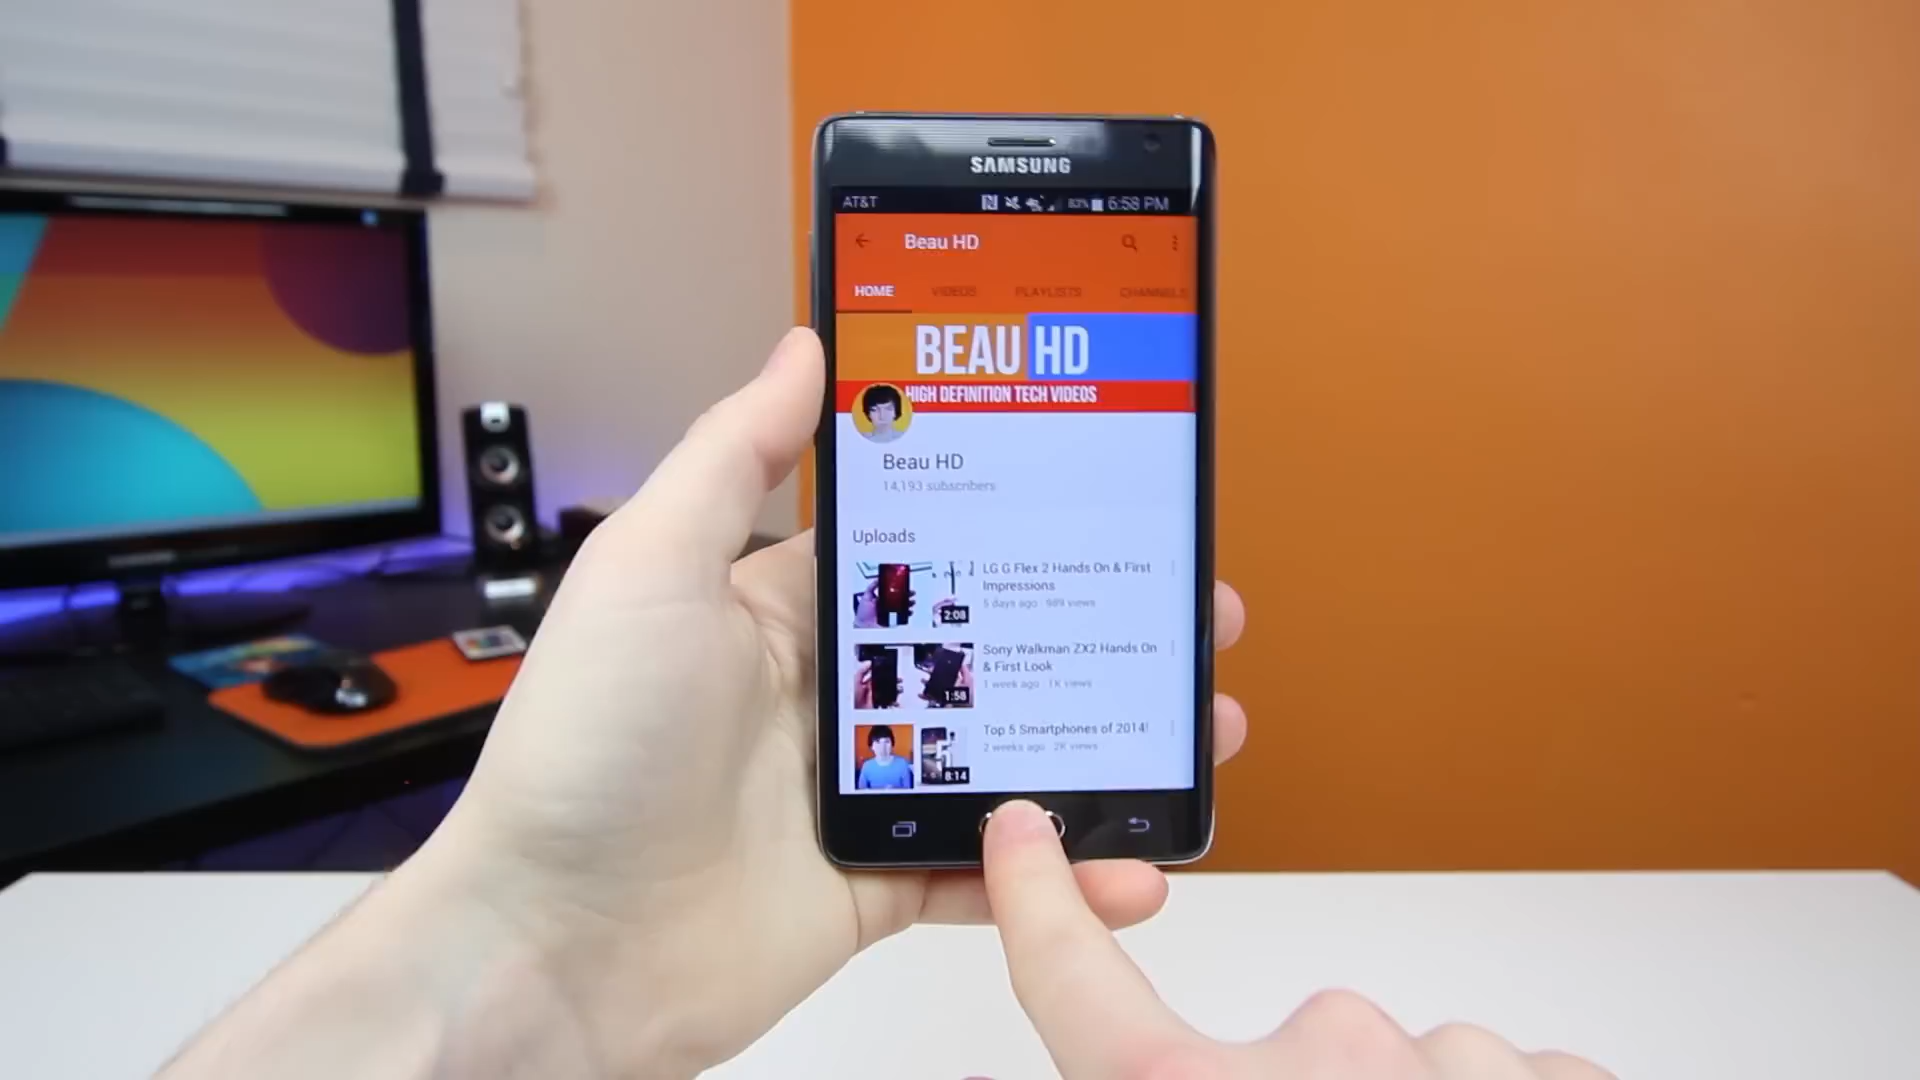 SAMSUNG
AT&T 83% 6:58 PM
Beau HD
HOME VIDEOS PLAYLISTS CHANNELS
BEAU HD
HIGH DEFINITION TECH VIDEOS
Beau HD
14,193 subscribers
Uploads
LG G Flex 2 Hands On & First
Impressions
5 days ago · 989 views
2:08
Sony Walkman ZX2 Hands On
& First Look
1 week ago · 1K views
1:58
Top 5 Smartphones of 2014!
2 weeks ago · 2K views
8:14